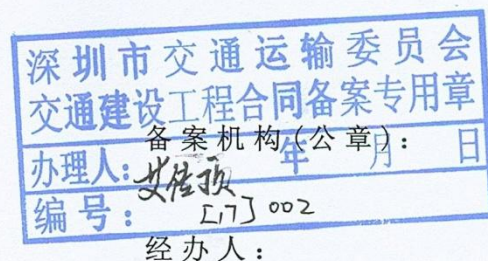 深圳市交通运输委员会
交通建设工程合同备案专用章
备案机构(公章):
办理人: 年 月 日
编号: [17]002
经办人: